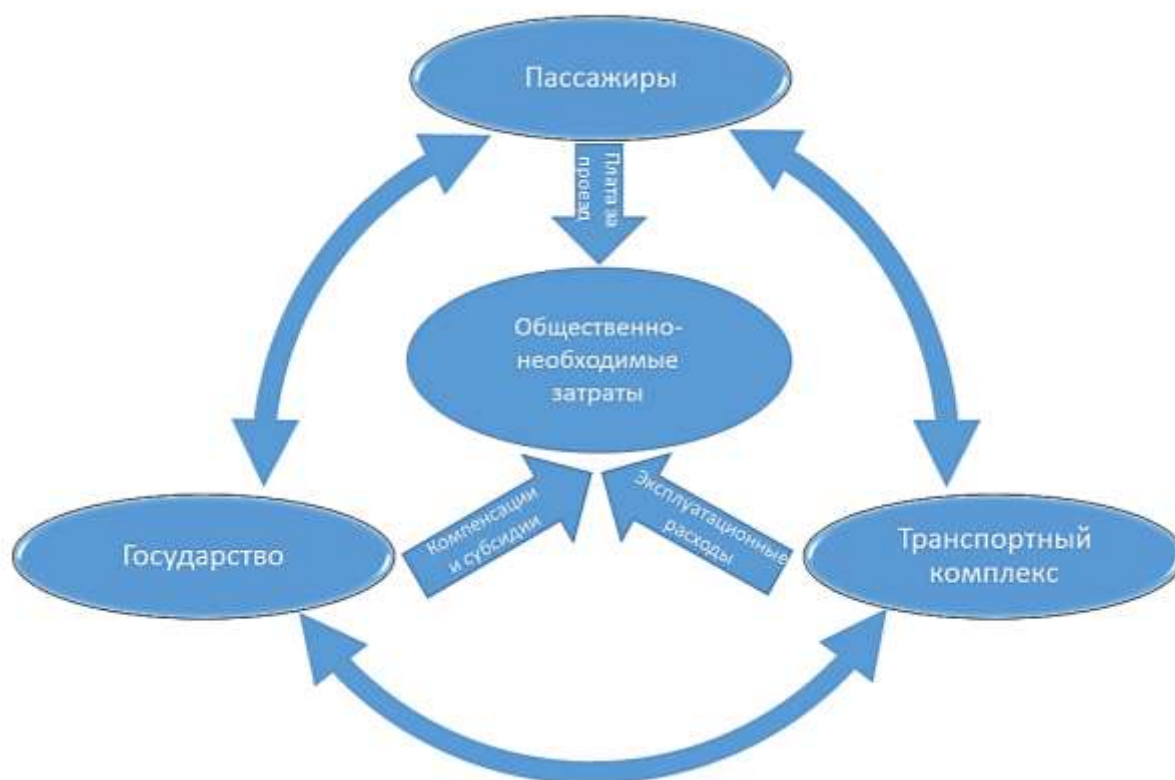 Пассажиры
Плата за
проезд
Общественно-
необходимые
затраты
Компенсации
и субсидии
Эксплуатационные
расходы
Государство
Транспортный
комплекс